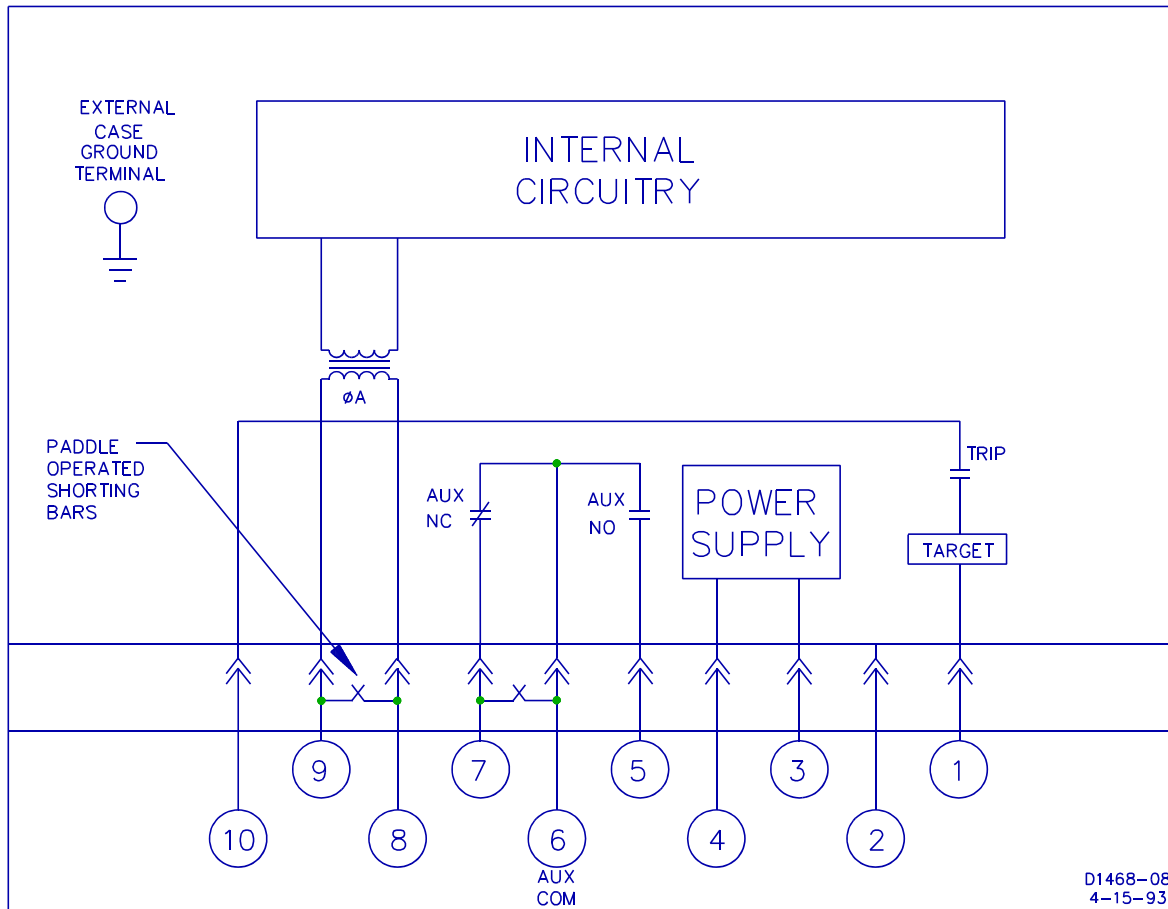 EXTERNAL
CASE
GROUND
TERMINAL
INTERNAL
CIRCUITRY
øA
PADDLE
OPERATED
SHORTING
BARS
AUX
NC
AUX
NO
POWER
SUPPLY
TRIP
TARGET
9
7
5
3
1
10
8
6
4
2
AUX
COM
D1468-08
4-15-93